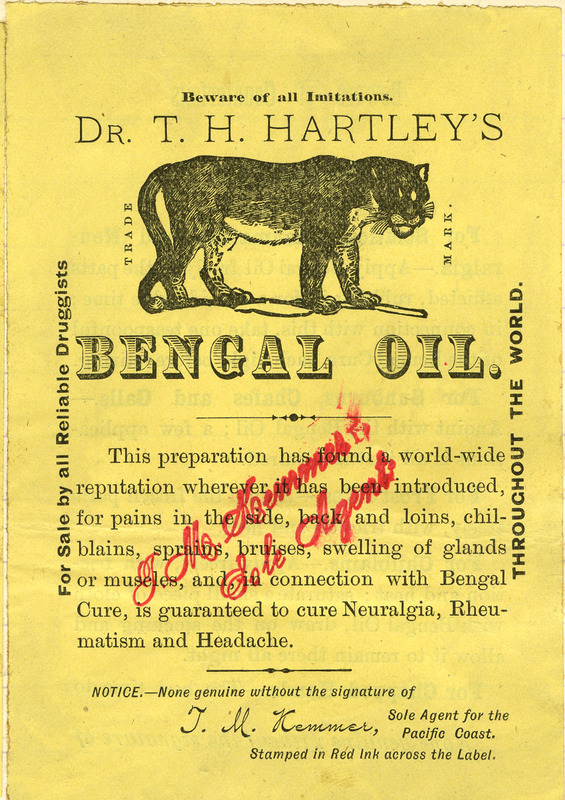 Beware of all Imitations.
DR. T. H. HARTLEY'S
TRADE
MARK.
BENGAL OIL.
For Sale by all Reliable Druggists
THROUGHOUT THE WORLD.
This preparation has found a world-wide
reputation wherever it has been introduced,
for pains in the side, back and loins, chil-
blains, sprains, bruises, swelling of glands
or muscles, and in connection with Bengal
Cure, is guaranteed to cure Neuralgia, Rheu-
matism and Headache.
Sole Agent
NOTICE.—None genuine without the signature of
T. M. Kemmer,
Sole Agent for the
Pacific Coast.
Stamped in Red Ink across the Label.